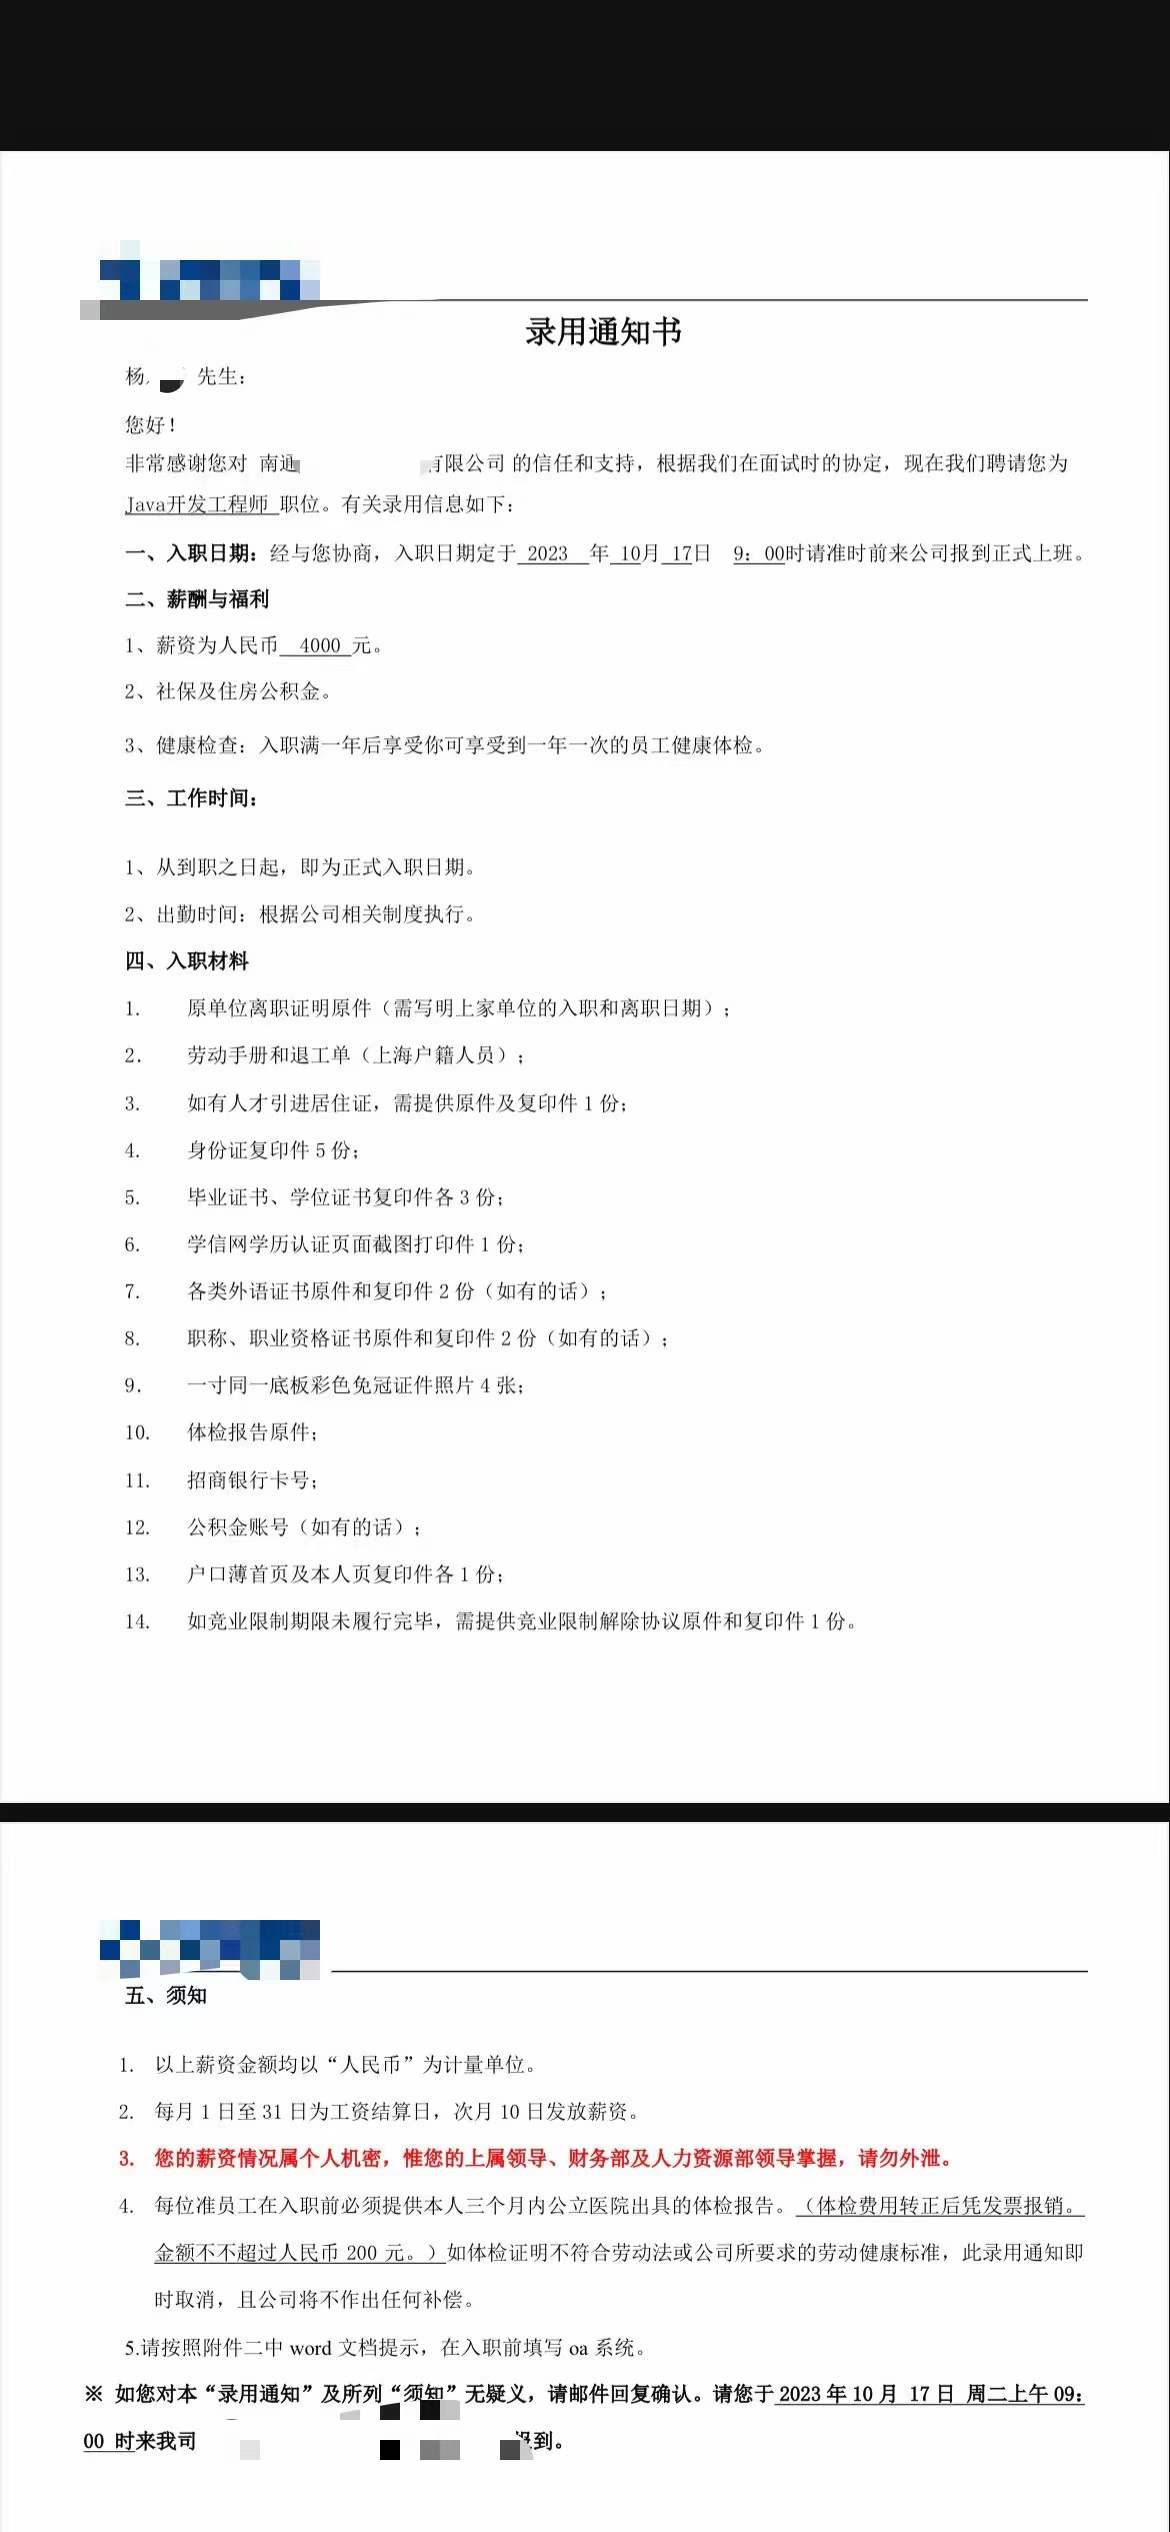 录用通知书
杨 先生：
您好！
非常感谢您对 南通 有限公司 的信任和支持，根据我们在面试时的协定，现在我们聘请您为
Java开发工程师 职位。有关录用信息如下：
一、入职日期：经与您协商，入职日期定于 2023 年 10月 17日 9：00时请准时前来公司报到正式上班。
二、薪酬与福利
1、薪资为人民币 4000 元。
2、社保及住房公积金。
3、健康检查：入职满一年后享受你可享受到一年一次的员工健康体检。
三、工作时间：
1、从到职之日起，即为正式入职日期。
2、出勤时间：根据公司相关制度执行。
四、入职材料
1. 原单位离职证明原件（需写明上家单位的入职和离职日期）；
2. 劳动手册和退工单（上海户籍人员）；
3. 如有人才引进居住证，需提供原件及复印件 1 份；
4. 身份证复印件 5 份；
5. 毕业证书、学位证书复印件各 3 份；
6. 学信网学历认证页面截图打印件 1 份；
7. 各类外语证书原件和复印件 2 份（如有的话）；
8. 职称、职业资格证书原件和复印件 2 份（如有的话）；
9. 一寸同一底板彩色免冠证件照片 4 张；
10. 体检报告原件；
11. 招商银行卡号；
12. 公积金账号（如有的话）；
13. 户口薄首页及本人页复印件各 1 份；
14. 如竞业限制期限未履行完毕，需提供竞业限制解除协议原件和复印件 1 份。
五、须知
1. 以上薪资金额均以“人民币”为计量单位。
2. 每月 1 日至 31 日为工资结算日，次月 10 日发放薪资。
3. 您的薪资情况属个人机密，惟您的上属领导、财务部及人力资源部领导掌握，请勿外泄。
4. 每位准员工在入职前必须提供本人三个月内公立医院出具的体检报告。（体检费用转正后凭发票报销。
金额不不超过人民币 200 元。）如体检证明不符合劳动法或公司所要求的劳动健康标准，此录用通知即
时取消，且公司将不作出任何补偿。
5.请按照附件二中 word 文档提示，在入职前填写 oa 系统。
※ 如您对本“录用通知”及所列“须知”无疑义，请邮件回复确认。请您于 2023 年 10 月 17 日 周二上午 09：
00 时来我司 报到。